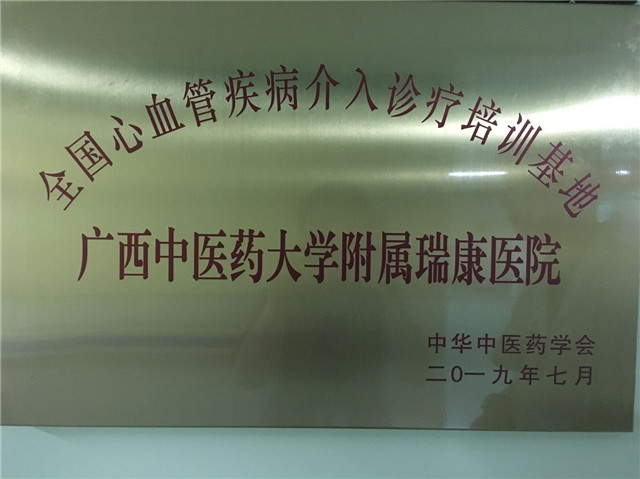 全国心血管疾病介入诊疗培训基地
广西中医药大学附属瑞康医院
中华中医药学会
二0一九年七月